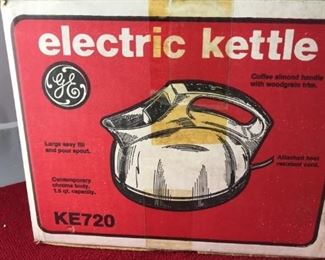 electric kettle
GE
Coffee almond handle
with woodgrain trim.
Large easy fill
and pour spout.
Contemporary
chrome body.
1.5 qt. capacity.
Attached heat
resistant cord.
KE720